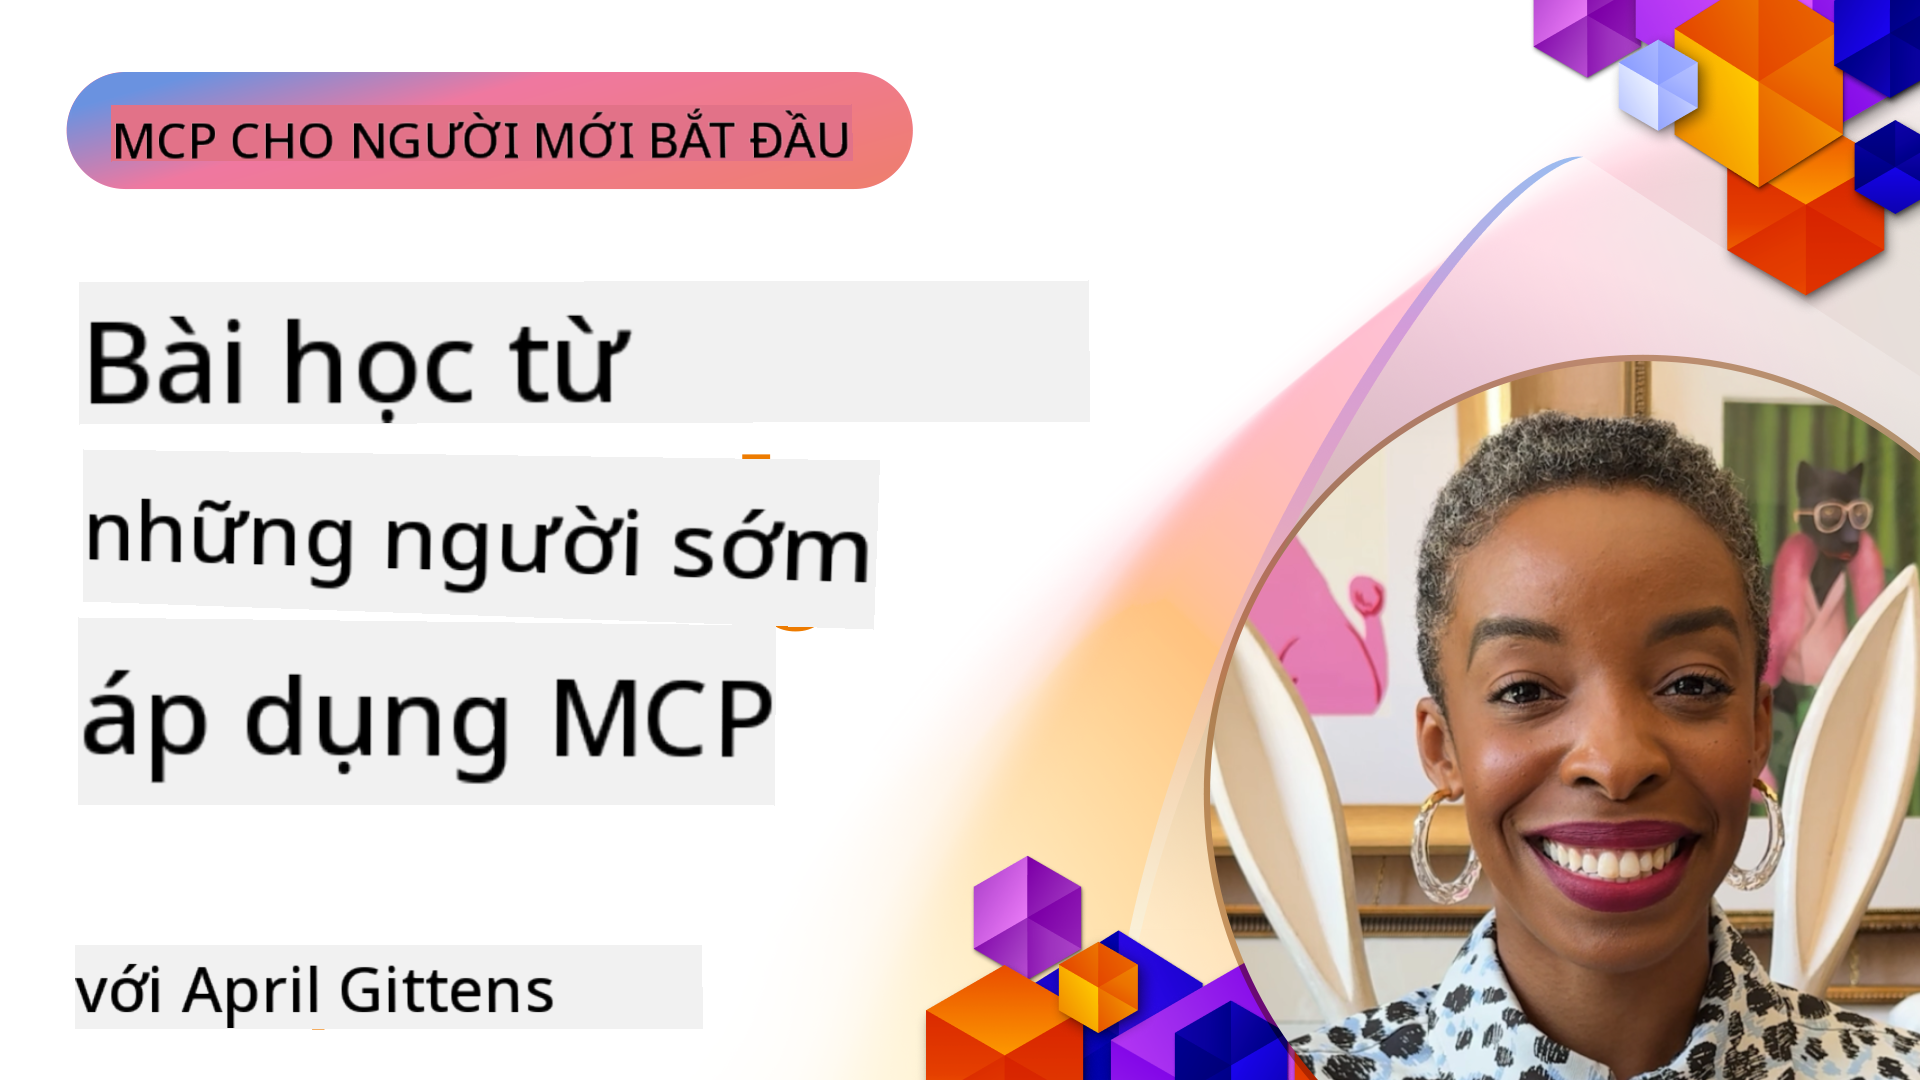 MCP CHO NGƯỜI MỚI BẮT ĐẦU
Bài học từ
những người sớm
áp dụng MCP
với April Gittens